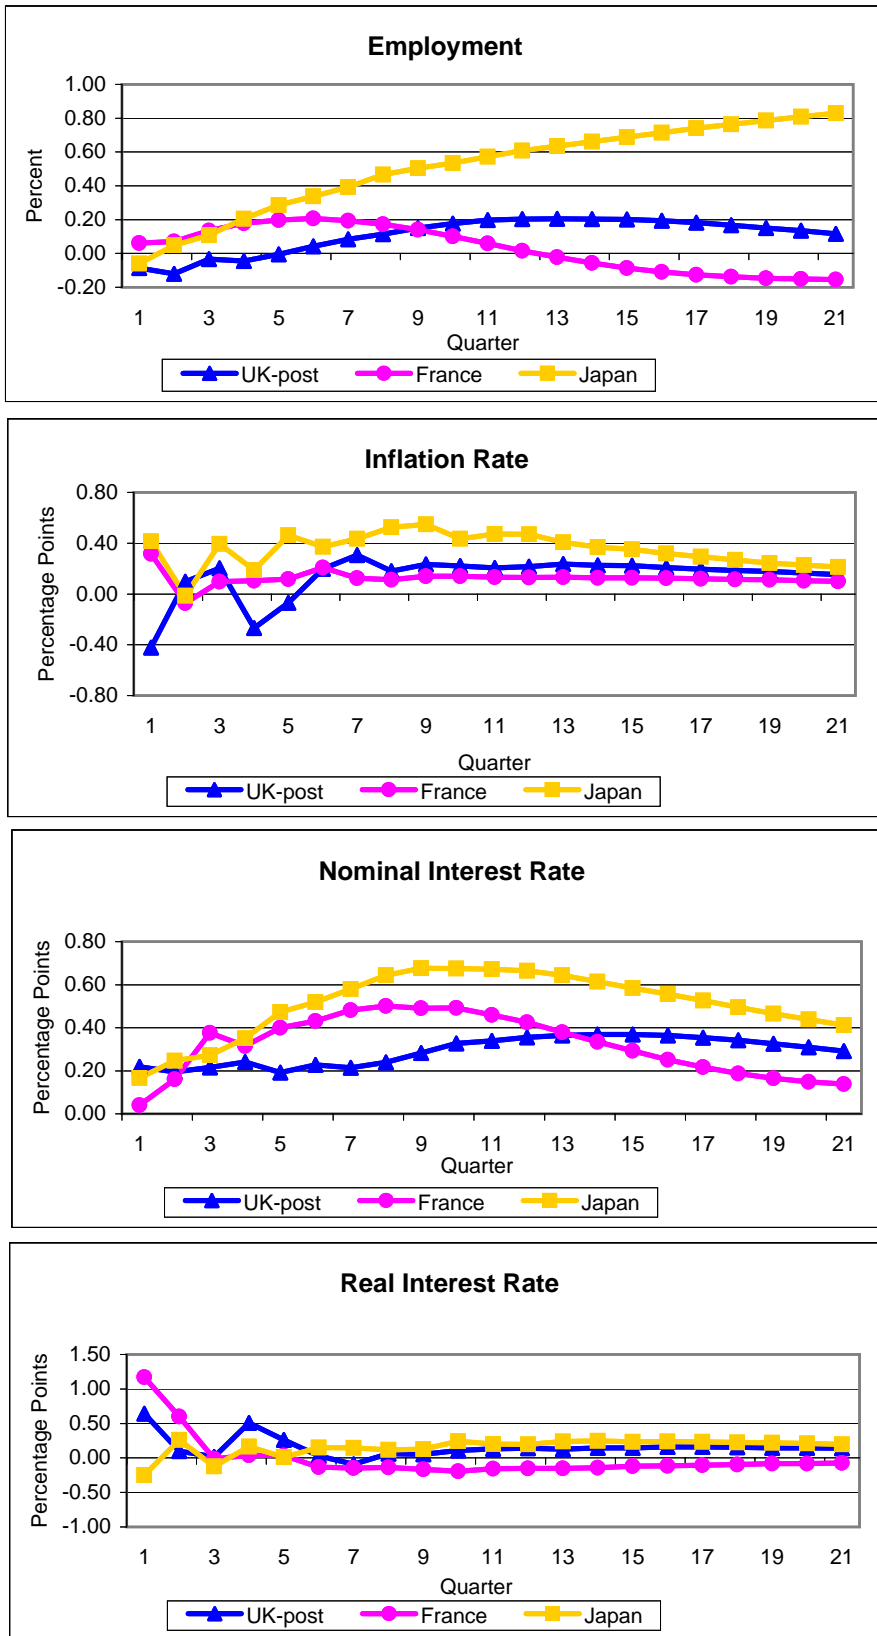 Employment
Percent
1.00
0.80
0.60
0.40
0.20
0.00
-0.20
1 3 5 7 9 11 13 15 17 19 21
Quarter
UK-post France Japan
Inflation Rate
Percentage Points
0.80
0.40
0.00
-0.40
-0.80
1 3 5 7 9 11 13 15 17 19 21
Quarter
UK-post France Japan
Nominal Interest Rate
Percentage Points
0.80
0.60
0.40
0.20
0.00
1 3 5 7 9 11 13 15 17 19 21
Quarter
UK-post France Japan
Real Interest Rate
Percentage Points
1.50
1.00
0.50
0.00
-0.50
-1.00
1 3 5 7 9 11 13 15 17 19 21
Quarter
UK-post France Japan